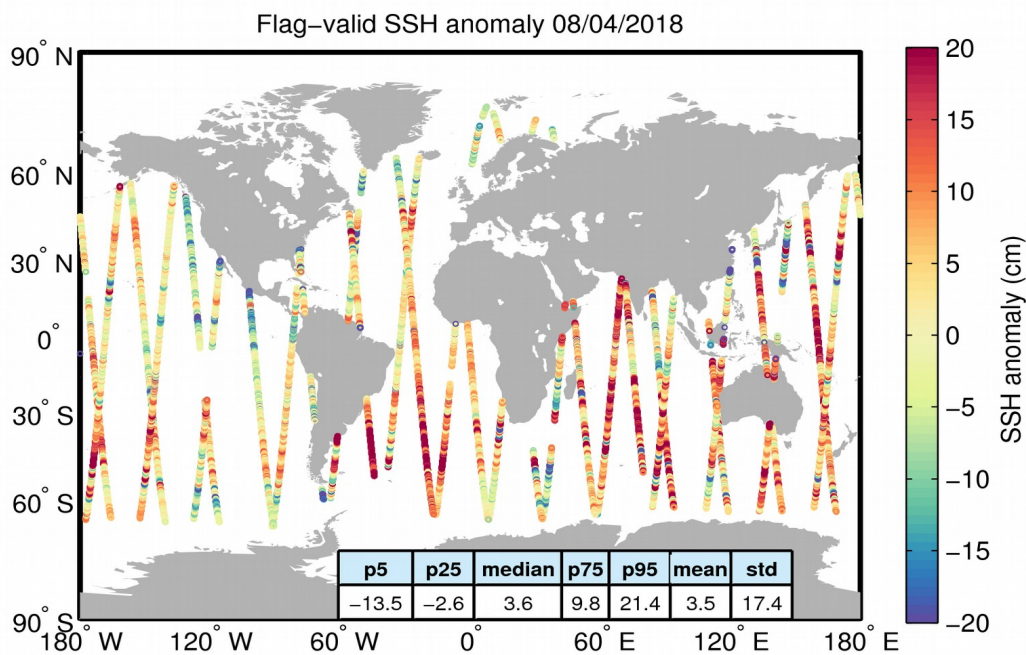 Flag−valid SSH anomaly 08/04/2018
90° N
60° N
30° N
0°
30° S
60° S
90° S
180° W
120° W
60° W
0°
60° E
120° E
180° E
p5 p25 median p75 p95 mean std
−13.5 −2.6 3.6 9.8 21.4 3.5 17.4
20
15
10
5
0
−5
−10
−15
−20
SSH anomaly (cm)